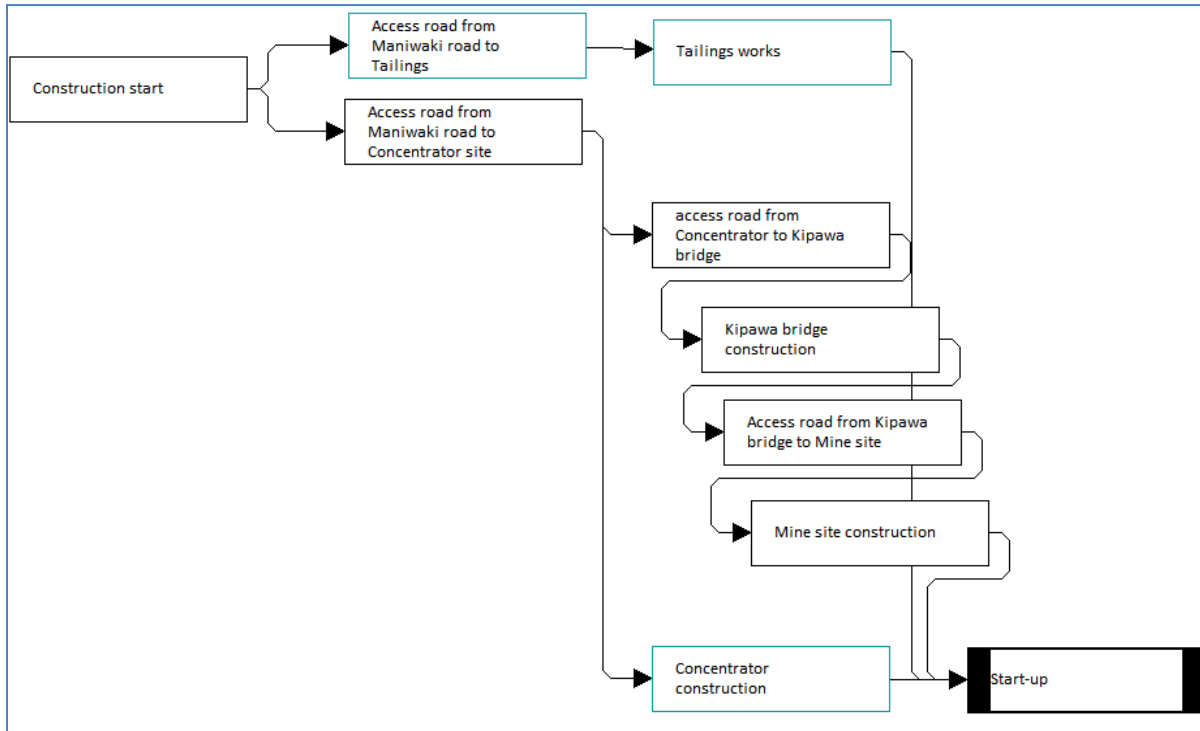 Access road from
Maniwaki road to
Tailings
Tailings works
Construction start
Access road from
Maniwaki road to
Concentrator site
access road from
Concentrator to Kipawa
bridge
Kipawa bridge
construction
Access road from Kipawa
bridge to Mine site
Mine site construction
Concentrator
construction
Start-up